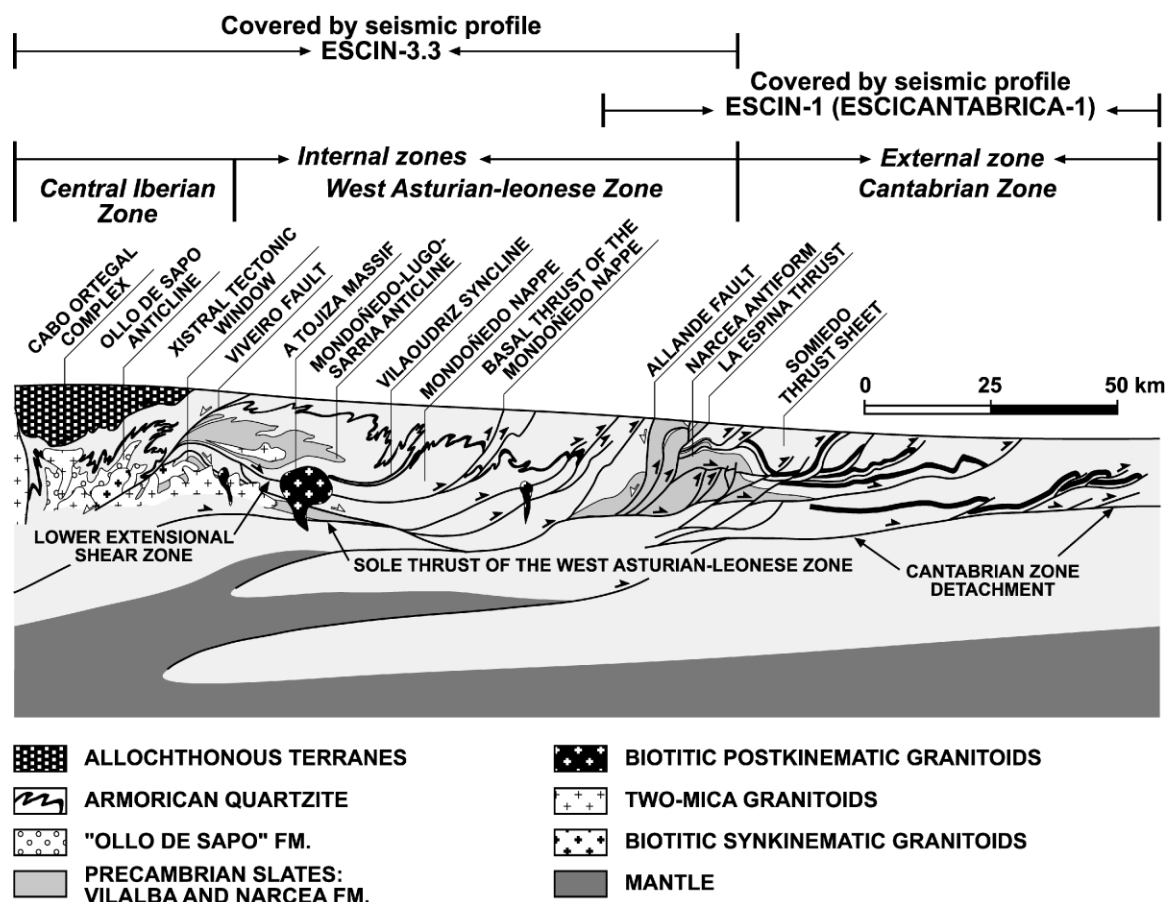 Covered by seismic profile
ESCIN-3.3
Covered by seismic profile
ESCIN-1 (ESCICANTABRICA-1)
Internal zones
External zone
Central Iberian
Zone
West Asturian-leonese Zone
Cantabrian Zone
CABO ORTEGAL
COMPLEX
OLLO DE SAPO
ANTICLINE
XISTRAL TECTONIC
WINDOW
VIVEIRO FAULT
A TOJIZA MASSIF
MONDOÑEDO-LUGO-
SARRIA ANTICLINE
VILAOUDRIZ SYNCLINE
MONDOÑEDO NAPPE
BASAL THRUST OF THE
MONDOÑEDO NAPPE
ALLANDE FAULT
NARCEA ANTIFORM
LA ESPINA THRUST
SOMIEDO
THRUST SHEET
0 25 50 km
LOWER EXTENSIONAL
SHEAR ZONE
SOLE THRUST OF THE WEST ASTURIAN-LEONESE ZONE
CANTABRIAN ZONE
DETACHMENT
ALLOCHTHONOUS TERRANES
ARMORICAN QUARTZITE
"OLLO DE SAPO" FM.
PRECAMBRIAN SLATES:
VILALBA AND NARCEA FM.
BIOTITIC POSTKINEMATIC GRANITOIDS
TWO-MICA GRANITOIDS
BIOTITIC SYNKINEMATIC GRANITOIDS
MANTLE